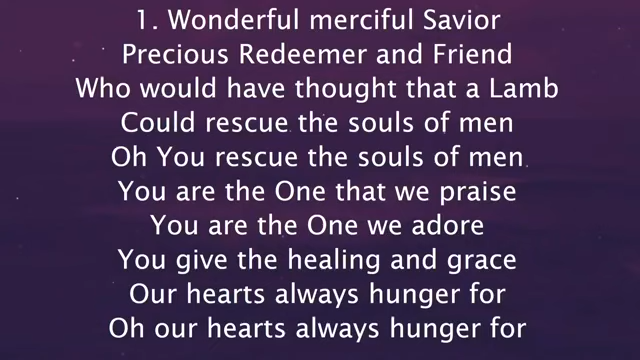 1. Wonderful merciful Savior
Precious Redeemer and Friend
Who would have thought that a Lamb
Could rescue the souls of men
Oh You rescue the souls of men
You are the One that we praise
You are the One we adore
You give the healing and grace
Our hearts always hunger for
Oh our hearts always hunger for